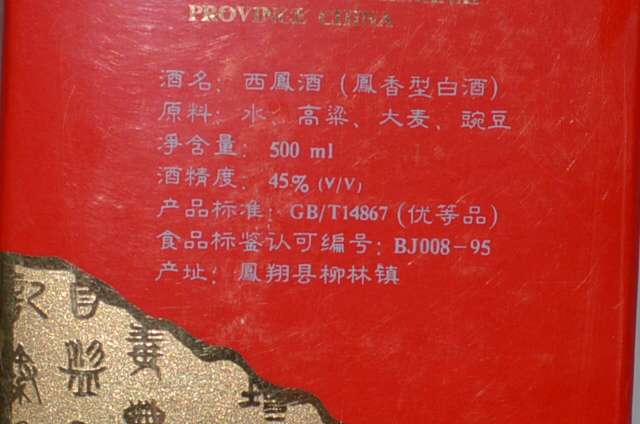 PROVINCE CHINA
酒名：西鳳酒（鳳香型白酒）
原料：水、高粱、大麦、豌豆
淨含量：500 ml
酒精度：45% (V/V)
产品标准：GB/T14867（优等品）
食品标鉴认可编号：BJ008-95
产址：鳳翔县柳林镇